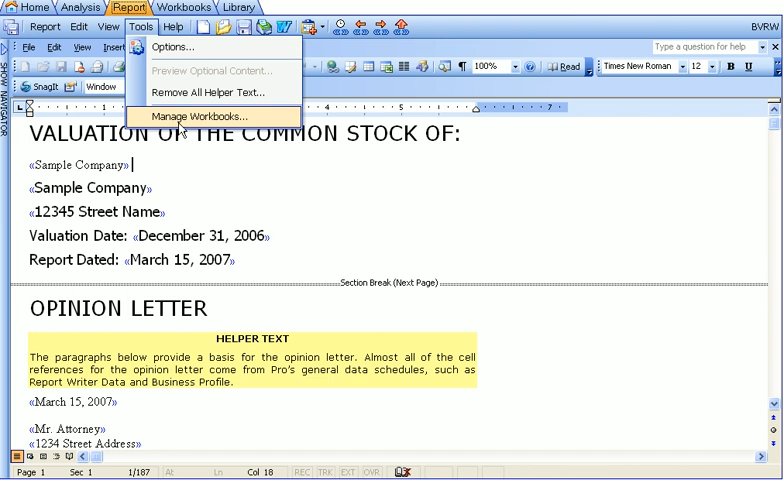 Home Analysis Report Workbooks Library
Report Edit View Tools Help BVRW
Options...
Preview Optional Content...
Remove All Helper Text...
Manage Workbooks...
File Edit View Insert Type a question for help
100% Read Times New Roman 12 B U
SnagIt Window
SHOW NAVIGATOR
1 4 5 7
VALUATION OF THE COMMON STOCK OF:
«Sample Company»
«Sample Company»
«12345 Street Name»
Valuation Date: «December 31, 2006»
Report Dated: «March 15, 2007»
Section Break (Next Page)
OPINION LETTER
HELPER TEXT
The paragraphs below provide a basis for the opinion letter. Almost all of the cell
references for the opinion letter come from Pro's general data schedules, such as
Report Writer Data and Business Profile.
«March 15, 2007»
«Mr. Attorney»
«1234 Street Address»
Page 1 Sec 1 1/187 At Ln Col 18 REC TRK EXT OVR